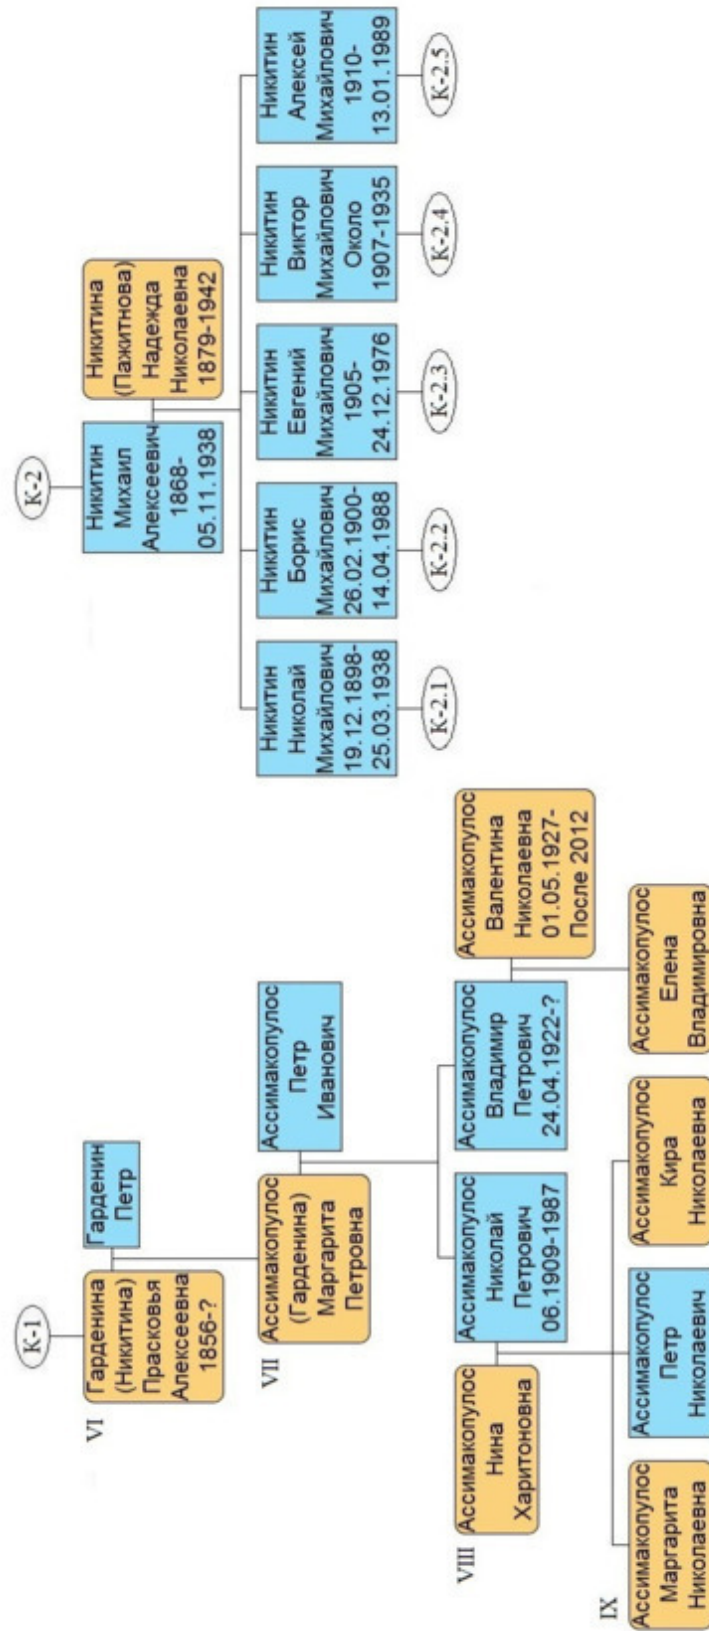 К-1
VI
Гарденина
(Никитина)
Прасковья
Алексеевна
1856-?
Гарденин
Петр
VII
Ассимакопулос
(Гарденина)
Маргарита
Петровна
Ассимакопулос
Петр
Иванович
VIII
Ассимакопулос
Нина
Харитоновна
Ассимакопулос
Николай
Петрович
06.1909-1987
Ассимакопулос
Владимир
Петрович
24.04.1922-?
Ассимакопулос
Валентина
Николаевна
01.05.1927-
После 2012
IX
Ассимакопулос
Маргарита
Николаевна
Ассимакопулос
Петр
Николаевич
Ассимакопулос
Кира
Николаевна
Ассимакопулос
Елена
Владимировна
К-2
Никитин
Михаил
Алексеевич
1868-
05.11.1938
Никитина
(Пажитнова)
Надежда
Николаевна
1879-1942
Никитин
Николай
Михайлович
19.12.1898-
25.03.1938
Никитин
Борис
Михайлович
26.02.1900-
14.04.1988
Никитин
Евгений
Михайлович
1905-
24.12.1976
Никитин
Виктор
Михайлович
Около
1907-1935
Никитин
Алексей
Михайлович
1910-
13.01.1989
К-2.1
К-2.2
К-2.3
К-2.4
К-2.5